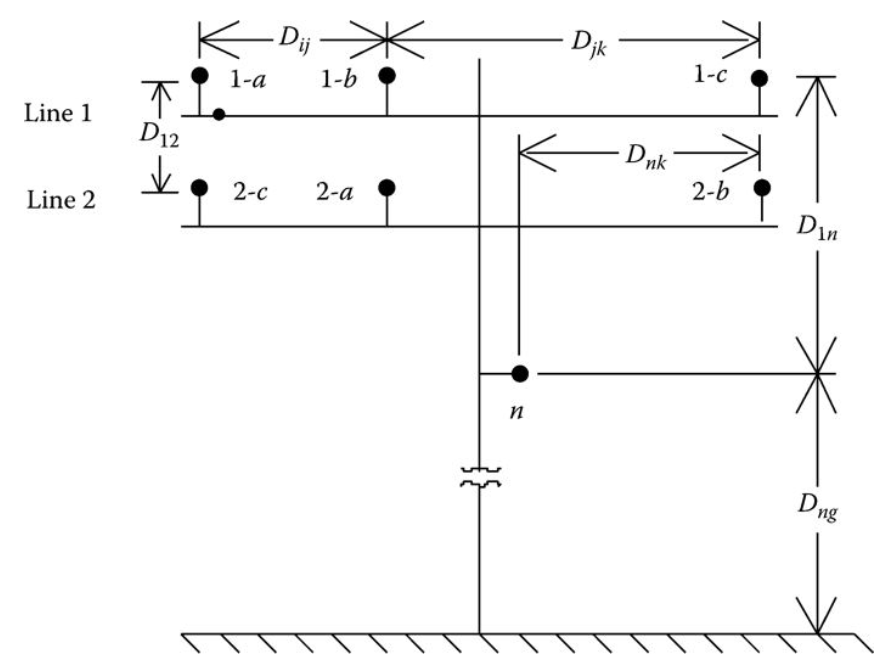 D_ij D_jk
1-a 1-b 1-c
Line 1
D_12
D_nk
Line 2 2-c 2-a 2-b
D_1n
n
D_ng